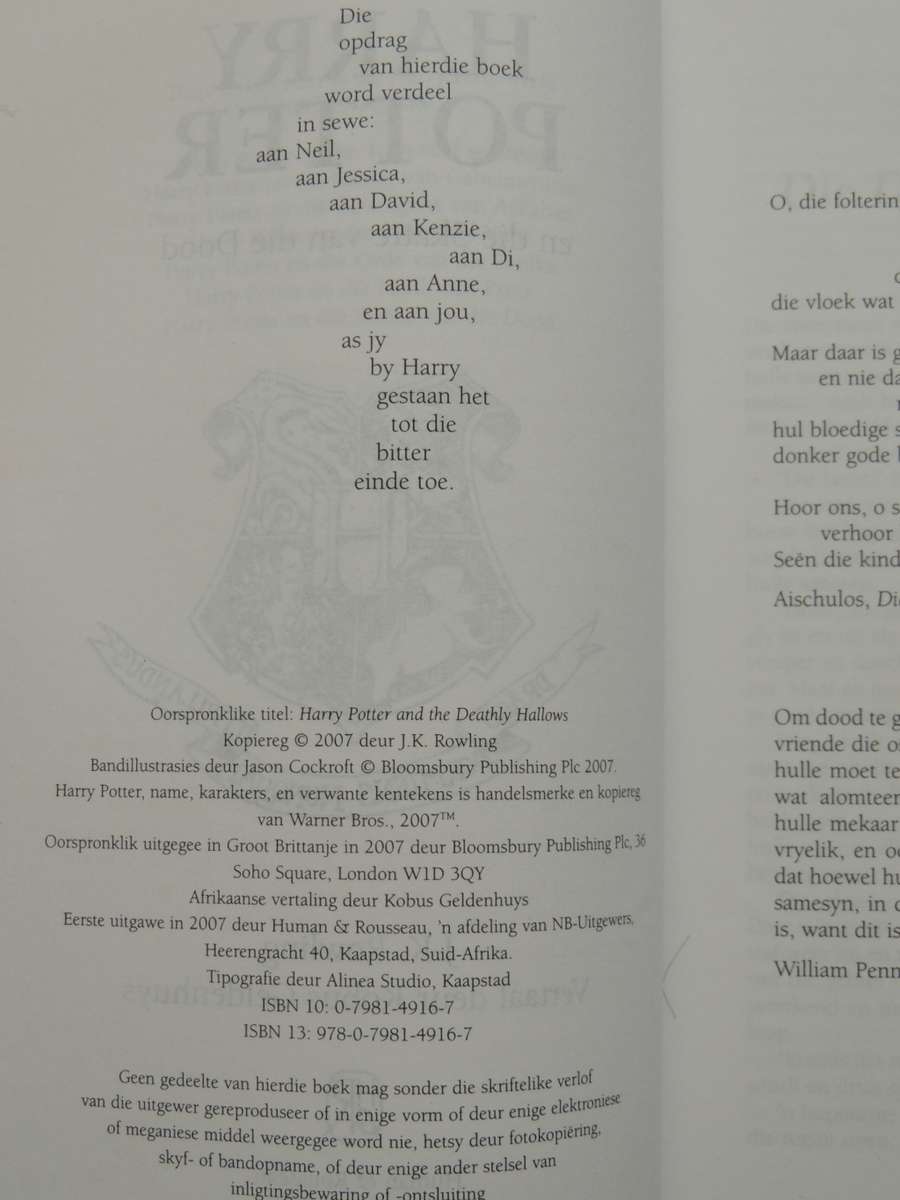 Die
opdrag
van hierdie boek
word verdeel
in sewe:
aan Neil,
aan Jessica,
aan David,
aan Kenzie,
aan Di,
aan Anne,
en aan jou,
as jy
by Harry
gestaan het
tot die
bitter
einde toe.
Oorspronklike titel: Harry Potter and the Deathly Hallows
Kopiereg © 2007 deur J.K. Rowling
Bandillustrasies deur Jason Cockroft © Bloomsbury Publishing Plc 2007.
Harry Potter, name, karakters, en verwante kentekens is handelsmerke en kopiereg
van Warner Bros., 2007™.
Oorspronklik uitgegee in Groot Brittanje in 2007 deur Bloomsbury Publishing Plc, 36
Soho Square, London W1D 3QY
Afrikaanse vertaling deur Kobus Geldenhuys
Eerste uitgawe in 2007 deur Human & Rousseau, 'n afdeling van NB-Uitgewers,
Heerengracht 40, Kaapstad, Suid-Afrika.
Tipografie deur Alinea Studio, Kaapstad
ISBN 10: 0-7981-4916-7
ISBN 13: 978-0-7981-4916-7
Geen gedeelte van hierdie boek mag sonder die skriftelike verlof
van die uitgewer gereproduseer of in enige vorm of deur enige elektroniese
of meganiese middel weergegee word nie, hetsy deur fotokopiëring,
skyf- of bandopname, of deur enige ander stelsel van
inligtingsbewaring of -ontsluiting
O, die folterin
die vloek wat
Maar daar is g
en nie da
hul bloedige s
donker gode
Hoor ons, o s
verhoor
Seën die kind
Aischulos, Di
Om dood te g
vriende die o
hulle moet te
wat alomteer
hulle mekaar
vryelik, en o
dat hoewel hu
samesyn, in
is, want dit is
William Penn